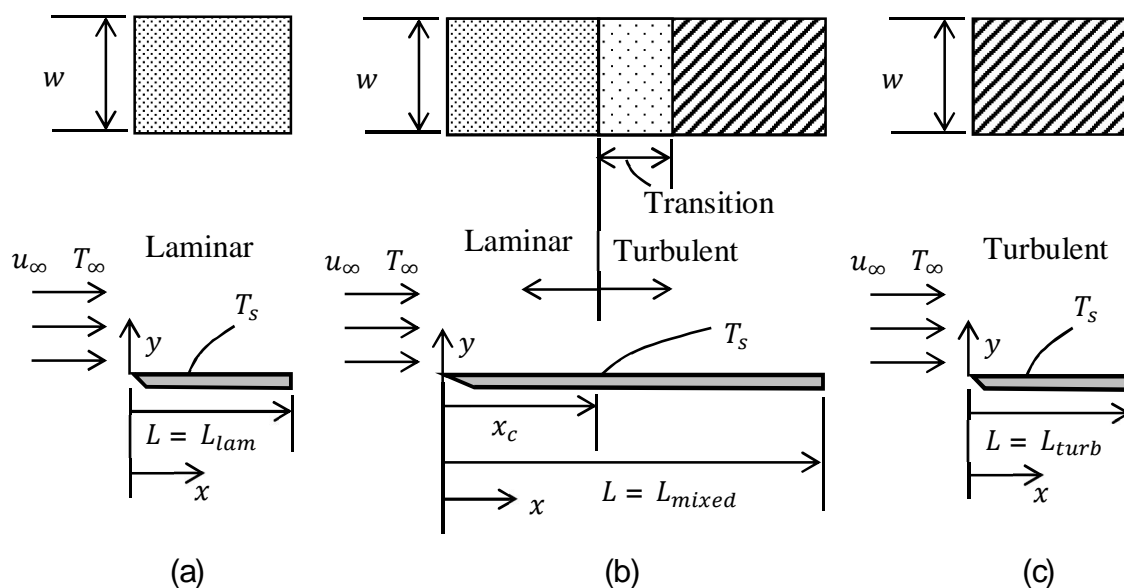 w
w
w
Transition
Laminar
Laminar
Turbulent
Turbulent
u∞ T∞
u∞ T∞
u∞ T∞
T_s
T_s
T_s
y
y
y
x_c
L = L_lam
L = L_turb
x
L = L_mixed
x
x
(a)
(b)
(c)